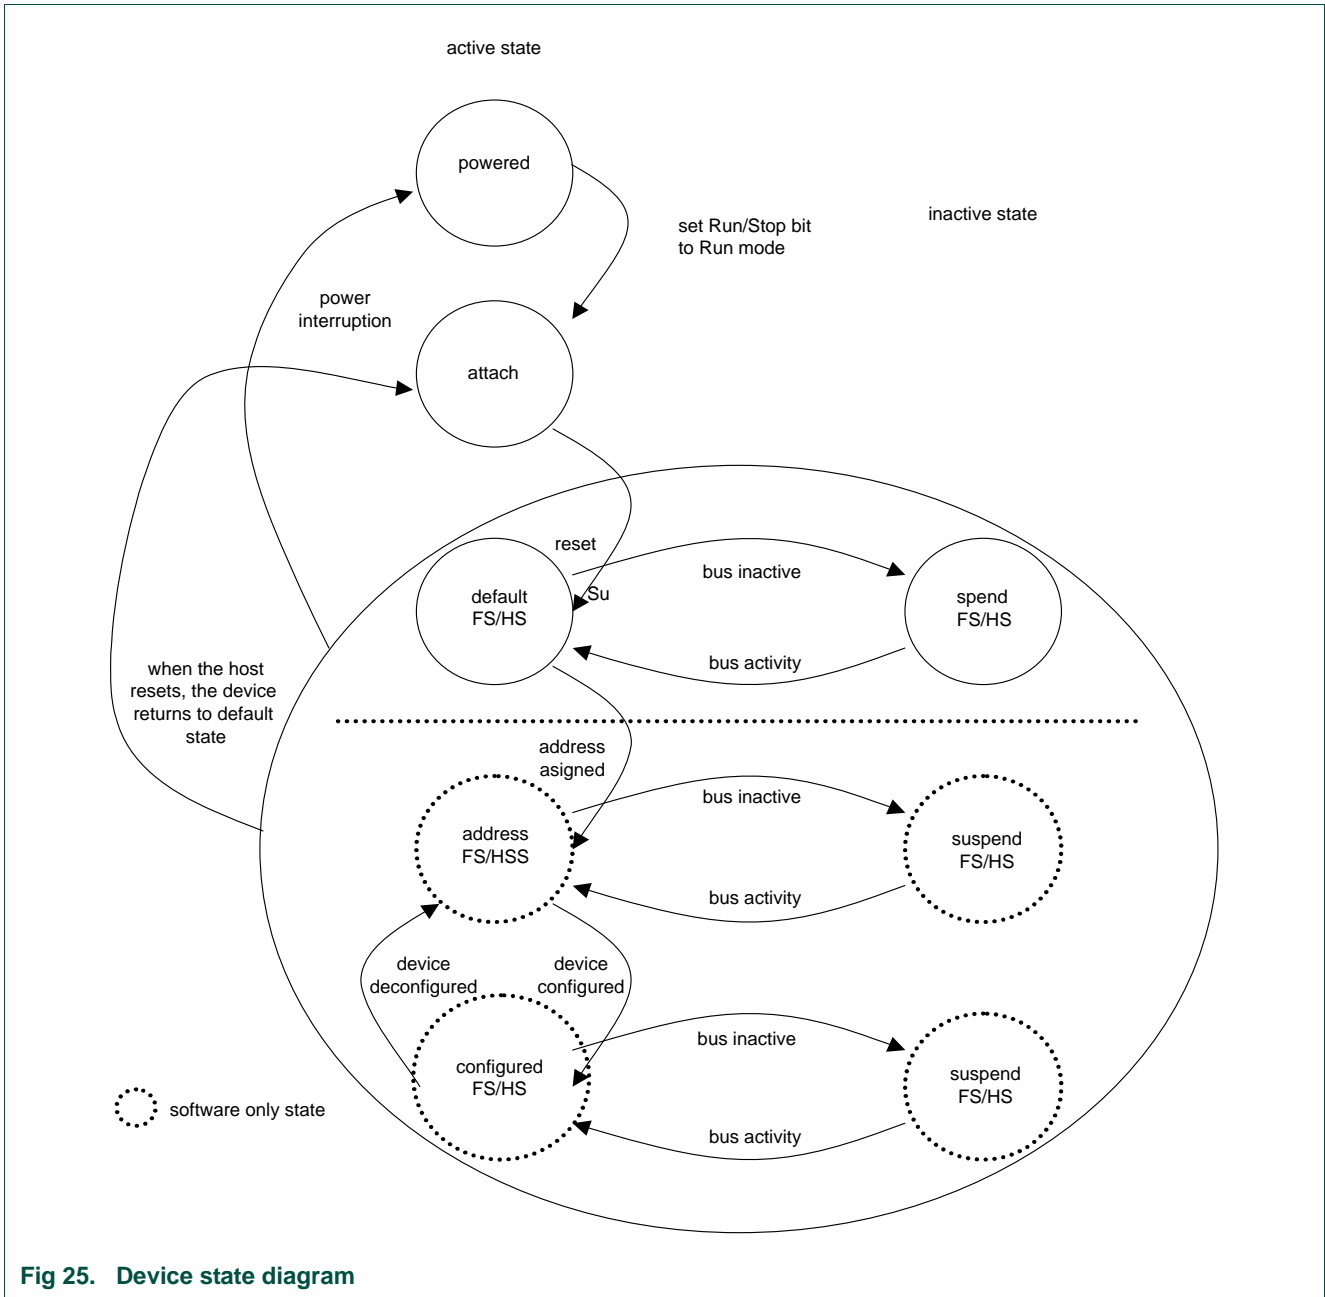 active state
powered
set Run/Stop bit
to Run mode
inactive state
power
interruption
attach
reset
bus inactive
Su
default
FS/HS
spend
FS/HS
bus activity
when the host
resets, the device
returns to default
state
address
asigned
bus inactive
address
FS/HSS
suspend
FS/HS
bus activity
device
deconfigured
device
configured
bus inactive
configured
FS/HS
suspend
FS/HS
software only state
bus activity
Fig 25. Device state diagram